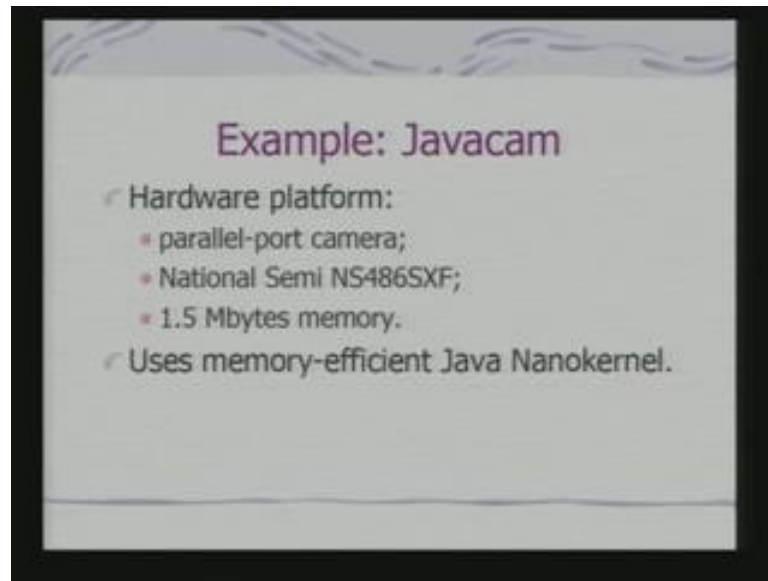 Example: Javacam
Hardware platform:
parallel-port camera;
National Semi NS486SXF;
1.5 Mbytes memory.
Uses memory-efficient Java Nanokernel.